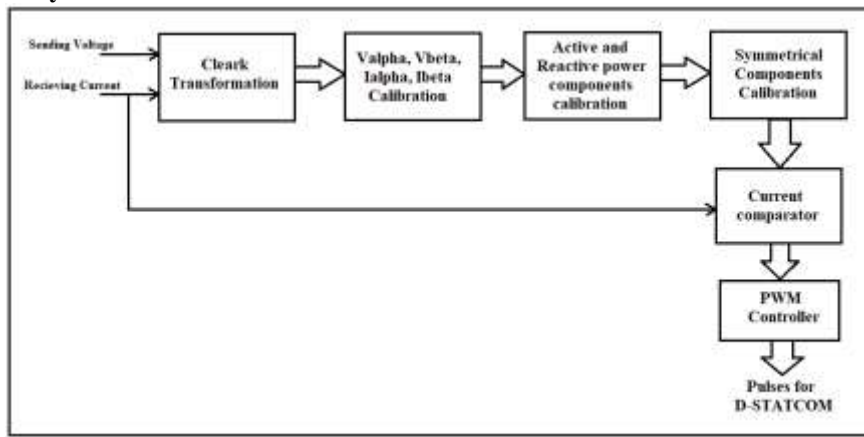 Sending Voltage
Recieving Current
Cleark
Transformation
Valpha, Vbeta,
Ialpha, Ibeta
Calibration
Active and
Reactive power
components
calibration
Symmetrical
Components
Calibration
Current
comparator
PWM
Controller
Pulses for
D-STATCOM